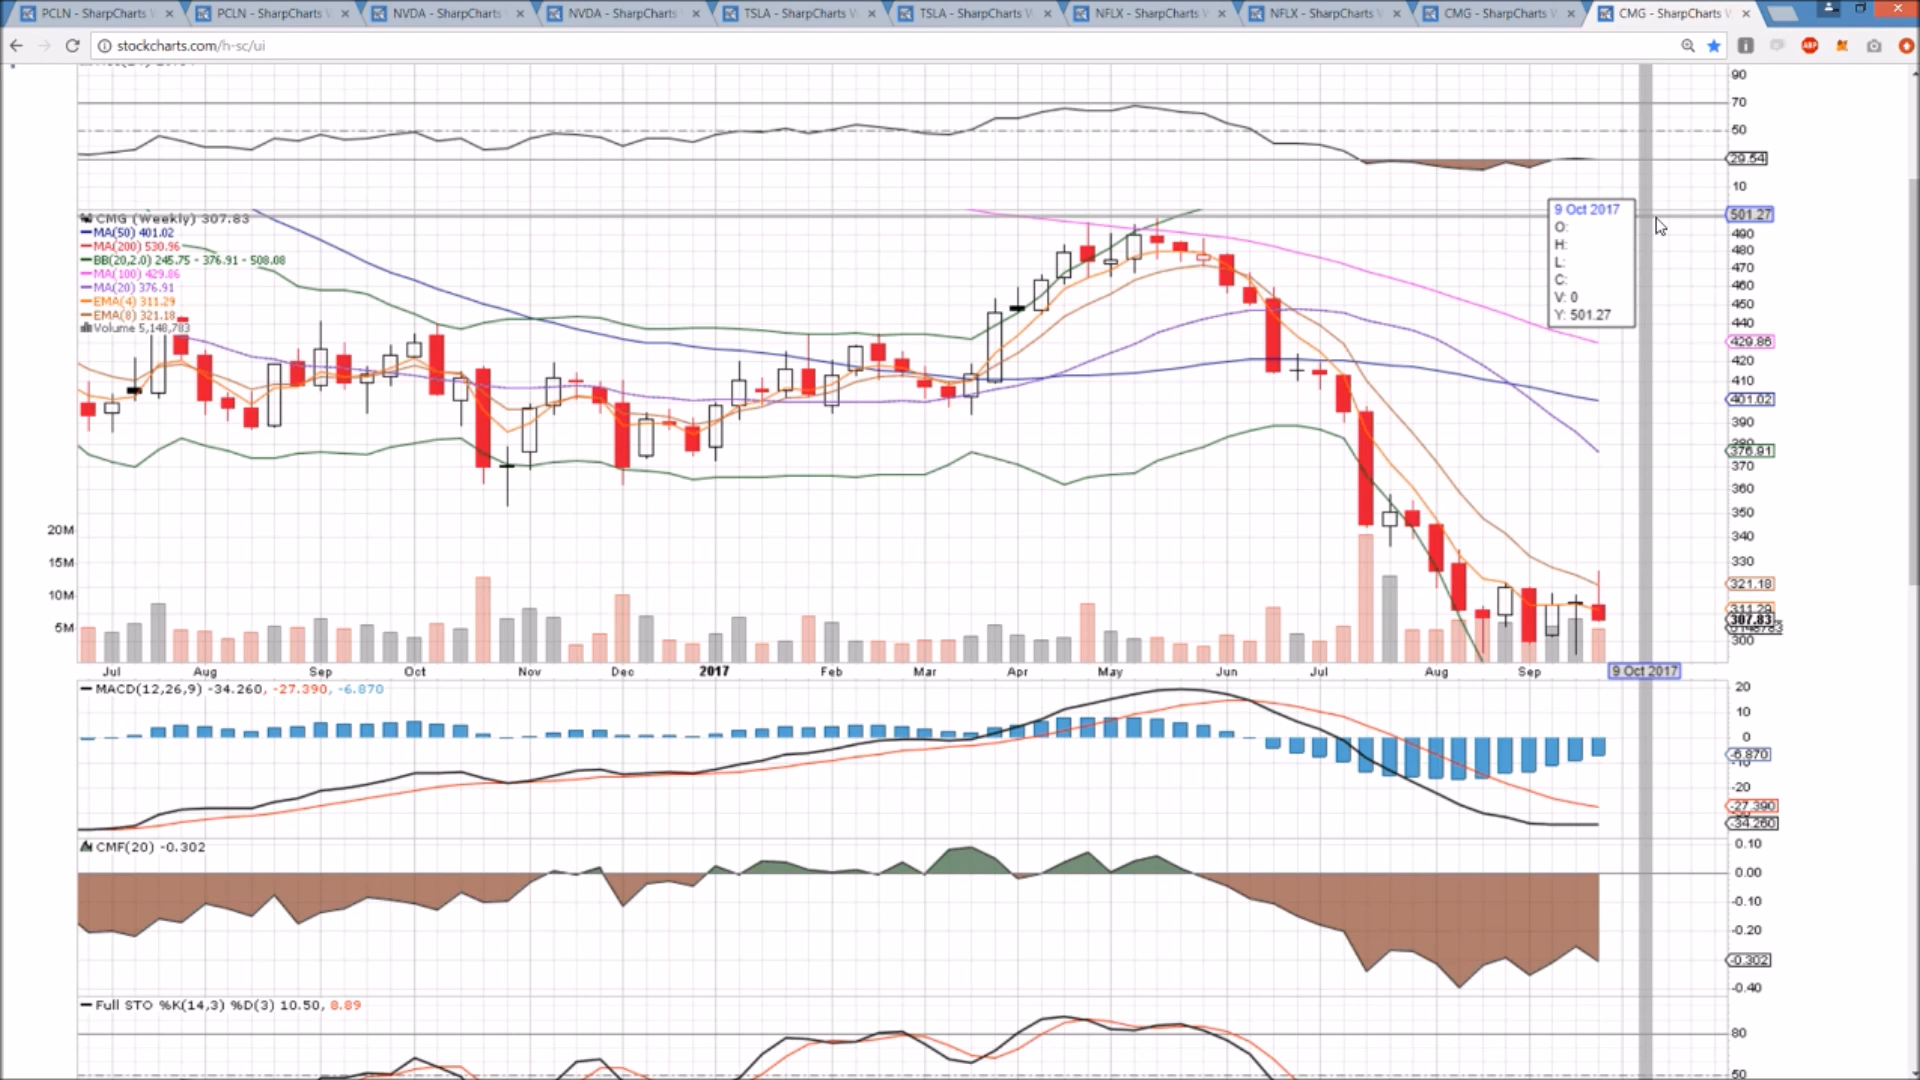 PCLN - SharpCharts W
PCLN - SharpCharts W
NVDA - SharpCharts
NVDA - SharpCharts W
TSLA - SharpCharts W
TSLA - SharpCharts W
NFLX - SharpCharts
NFLX - SharpCharts W
CMG - SharpCharts W
CMG - SharpCharts W
stockcharts.com/h-sc/ui
ABP
90
70
50
29.54
10
CMG (Weekly) 307.83
MA(50) 401.02
MA(200) 530.96
BB(20,2.0) 245.75 - 376.91 - 508.08
MA(100) 429.86
MA(20) 376.91
EMA(4) 311.29
EMA(8) 321.18
Volume 5,148,783
9 Oct 2017
O:
H:
L:
C:
V: 0
Y: 501.27
501.27
490
480
470
460
450
440
429.86
420
410
401.02
390
380
376.91
370
360
350
340
330
321.18
311.29
307.83
300
20M
15M
10M
5M
Jul Aug Sep Oct Nov Dec 2017 Feb Mar Apr May Jun Jul Aug Sep 9 Oct 2017
MACD(12,26,9) -34.260, -27.390, -6.870
20
10
0
-6.870
-10
-20
-27.390
-34.260
CMF(20) -0.302
0.10
0.00
-0.10
-0.20
-0.302
-0.40
Full STO %K(14,3) %D(3) 10.50, 8.89
80
50